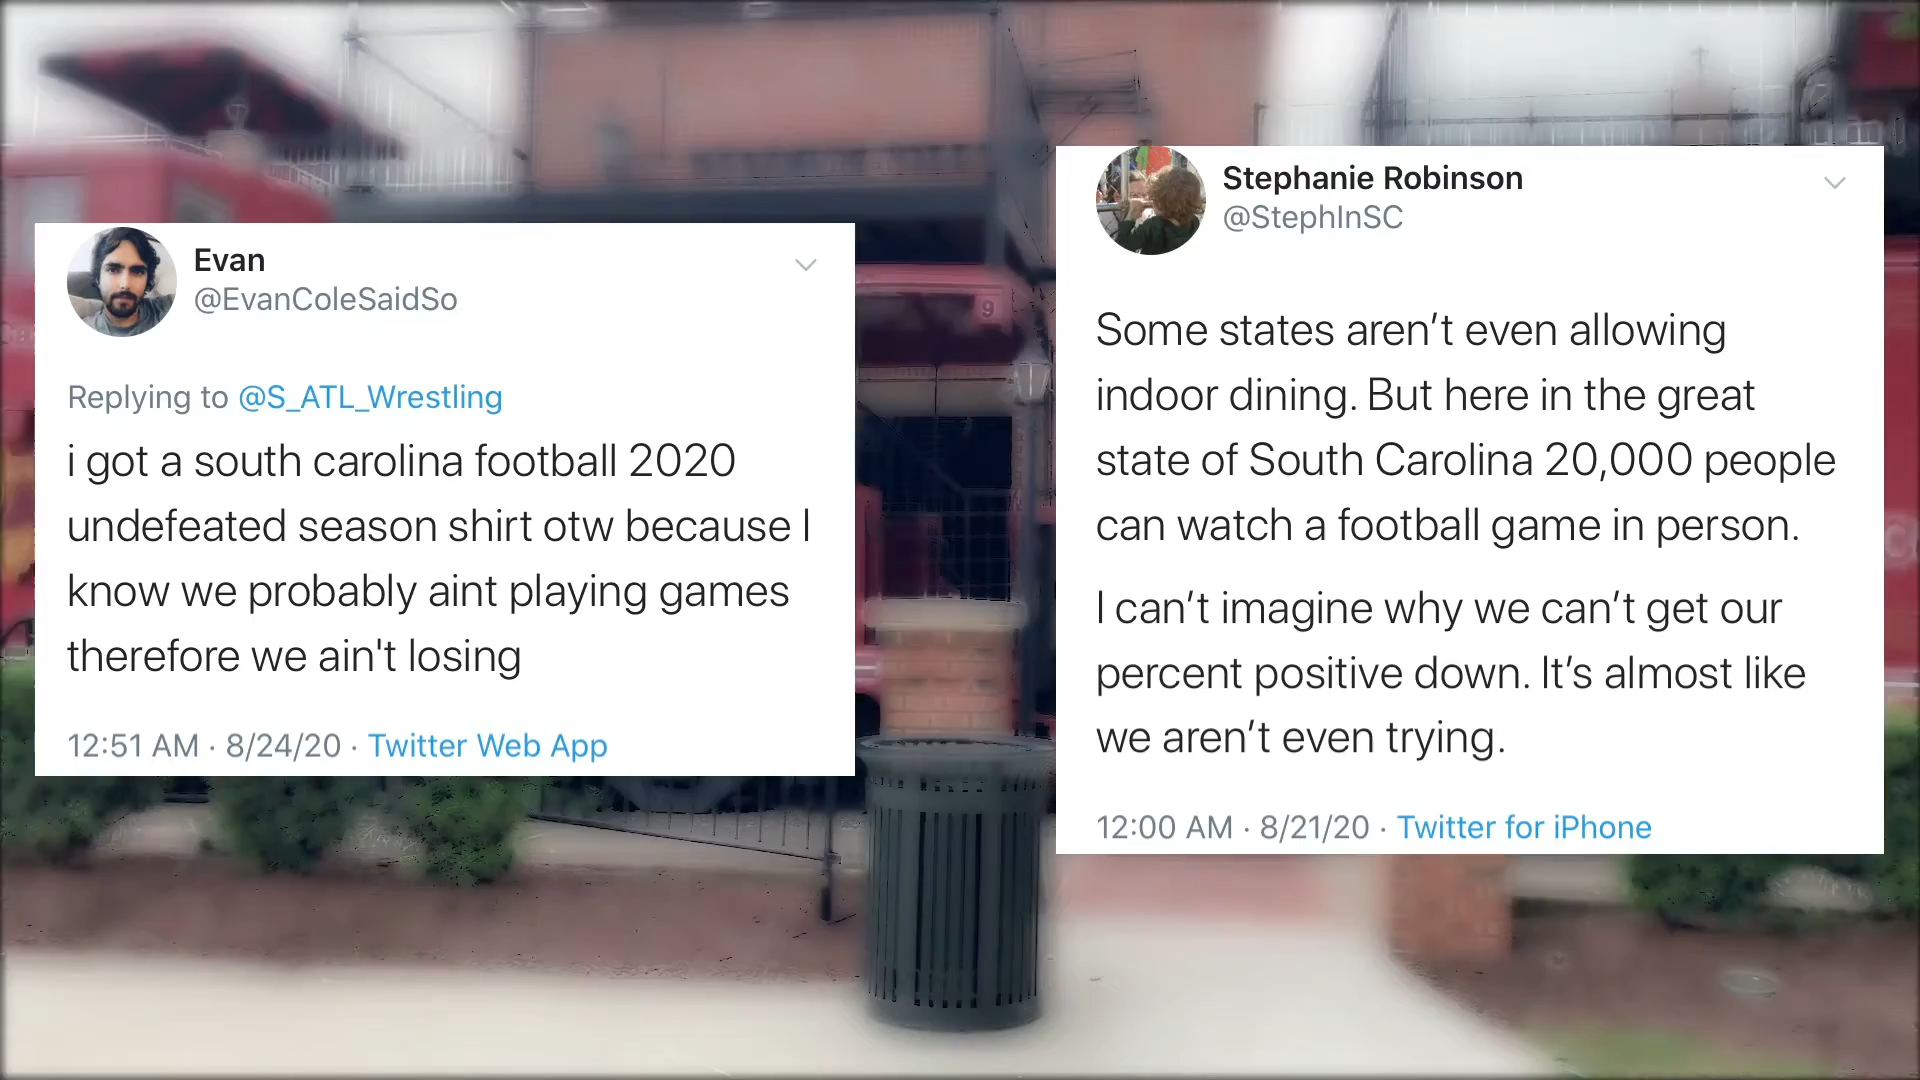 Evan
@EvanColeSaidSo
Replying to @S_ATL_Wrestling
i got a south carolina football 2020
undefeated season shirt otw because I
know we probably aint playing games
therefore we ain't losing
12:51 AM · 8/24/20 · Twitter Web App
Stephanie Robinson
@StephInSC
Some states aren’t even allowing
indoor dining. But here in the great
state of South Carolina 20,000 people
can watch a football game in person.
I can’t imagine why we can’t get our
percent positive down. It’s almost like
we aren’t even trying.
12:00 AM · 8/21/20 · Twitter for iPhone
9